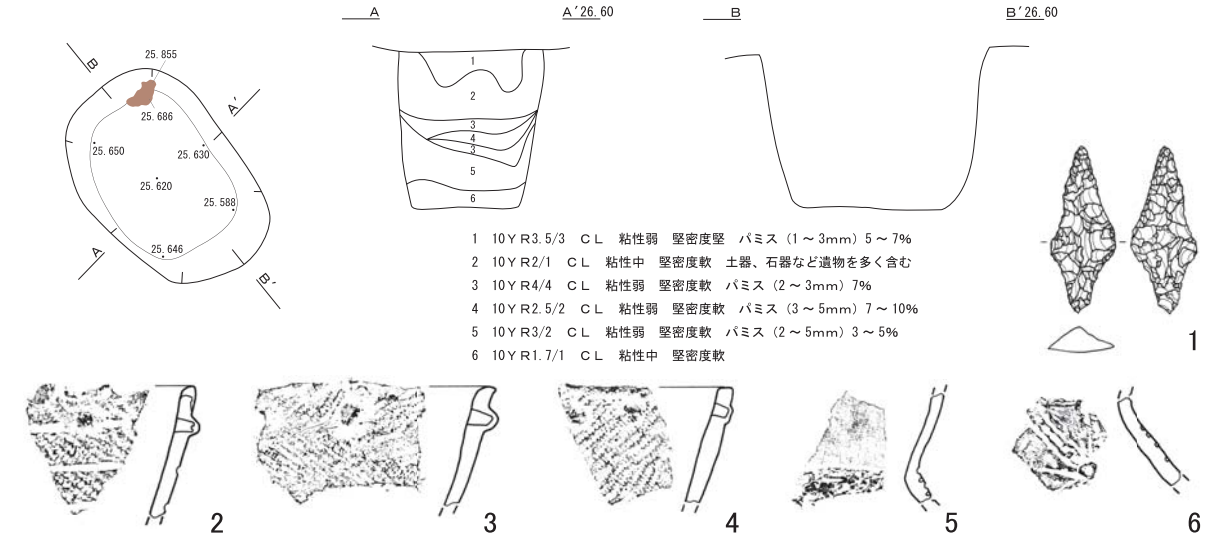 A A′26.60 B B′26.60
25.855
B
A′
25.686
25.650
25.630
25.620
25.588
25.646
A
B′
1
2
3
4
3
5
6
1 10YR3.5/3 CL 粘性弱 堅密度堅 パミス（1～3mm）5～7%
2 10YR2/1 CL 粘性中 堅密度軟 土器、石器など遺物を多く含む
3 10YR4/4 CL 粘性弱 堅密度軟 パミス（2～3mm）7%
4 10YR2.5/2 CL 粘性弱 堅密度軟 パミス（3～5mm）7～10%
5 10YR3/2 CL 粘性弱 堅密度軟 パミス（2～5mm）3～5%
6 10YR1.7/1 CL 粘性中 堅密度軟
1
2 3 4 5 6